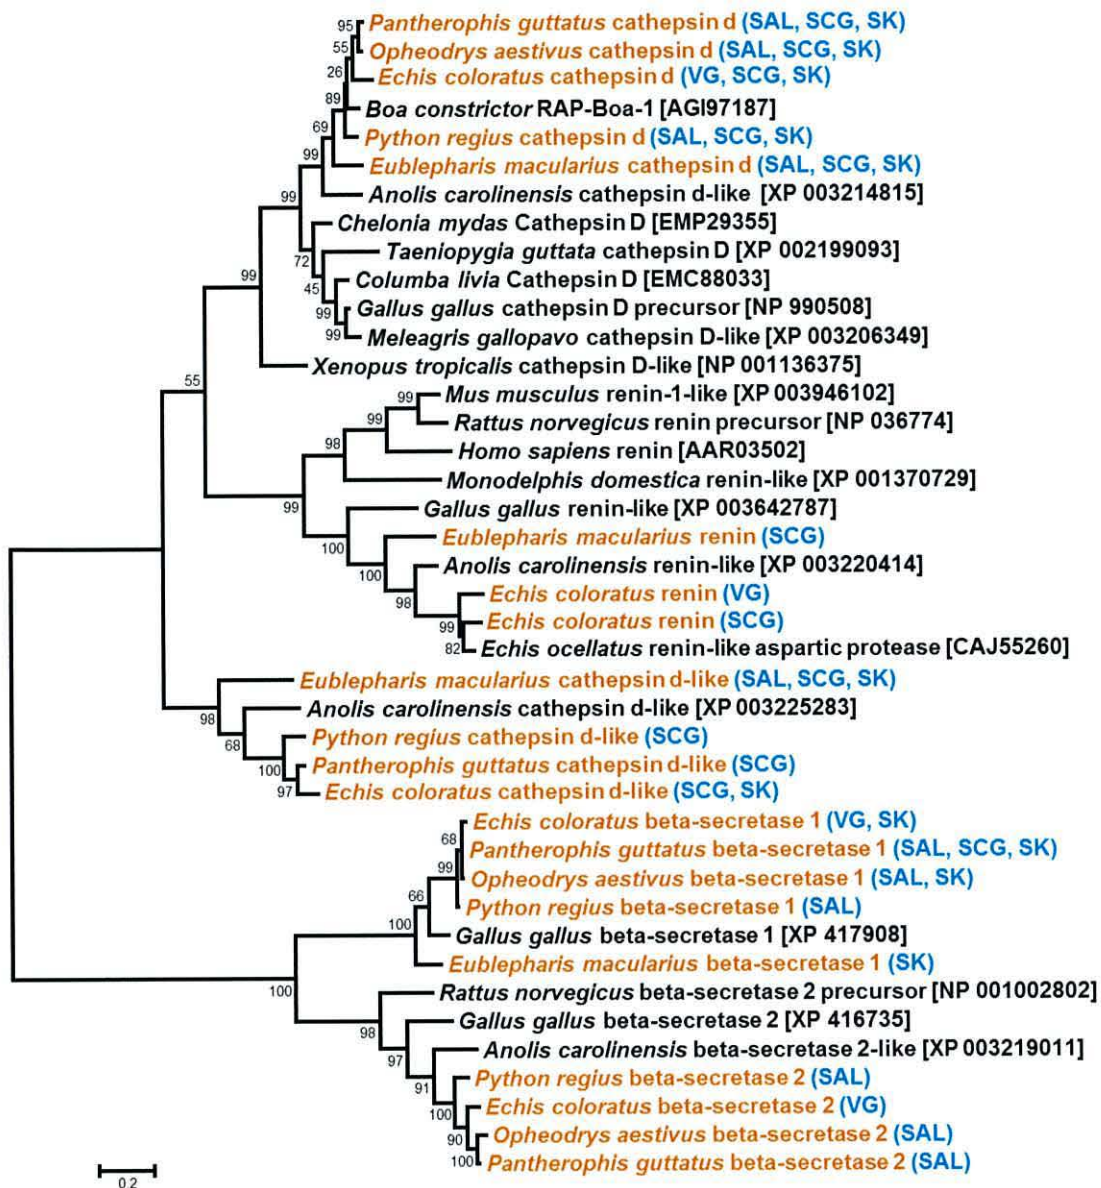 95
Pantherophis guttatus cathepsin d (SAL, SCG, SK)
55
Opheodrys aestivus cathepsin d (SAL, SCG, SK)
26
Echis coloratus cathepsin d (VG, SCG, SK)
89
Boa constrictor RAP-Boa-1 [AGI97187]
69
Python regius cathepsin d (SAL, SCG, SK)
99
Eublepharis macularius cathepsin d (SAL, SCG, SK)
99
Anolis carolinensis cathepsin d-like [XP 003214815]
Chelonia mydas Cathepsin D [EMP29355]
72
Taeniopygia guttata cathepsin D [XP 002199093]
99
45
Columba livia Cathepsin D [EMC88033]
99
Gallus gallus cathepsin D precursor [NP 990508]
99
Meleagris gallopavo cathepsin D-like [XP 003206349]
Xenopus tropicalis cathepsin D-like [NP 001136375]
55
99
Mus musculus renin-1-like [XP 003946102]
99
Rattus norvegicus renin precursor [NP 036774]
98
Homo sapiens renin [AAR03502]
Monodelphis domestica renin-like [XP 001370729]
99
Gallus gallus renin-like [XP 003642787]
100
Eublepharis macularius renin (SCG)
100
Anolis carolinensis renin-like [XP 003220414]
98
Echis coloratus renin (VG)
99
Echis coloratus renin (SCG)
82
Echis ocellatus renin-like aspartic protease [CAJ55260]
Eublepharis macularius cathepsin d-like (SAL, SCG, SK)
98
Anolis carolinensis cathepsin d-like [XP 003225283]
68
Python regius cathepsin d-like (SCG)
100
Pantherophis guttatus cathepsin d-like (SCG)
97
Echis coloratus cathepsin d-like (SCG, SK)
Echis coloratus beta-secretase 1 (VG, SK)
68
Pantherophis guttatus beta-secretase 1 (SAL, SCG, SK)
99
Opheodrys aestivus beta-secretase 1 (SAL, SK)
66
Python regius beta-secretase 1 (SAL)
100
Gallus gallus beta-secretase 1 [XP 417908]
Eublepharis macularius beta-secretase 1 (SK)
100
Rattus norvegicus beta-secretase 2 precursor [NP 001002802]
98
Gallus gallus beta-secretase 2 [XP 416735]
97
Anolis carolinensis beta-secretase 2-like [XP 003219011]
91
Python regius beta-secretase 2 (SAL)
100
Echis coloratus beta-secretase 2 (VG)
90
Opheodrys aestivus beta-secretase 2 (SAL)
100
Pantherophis guttatus beta-secretase 2 (SAL)
0.2